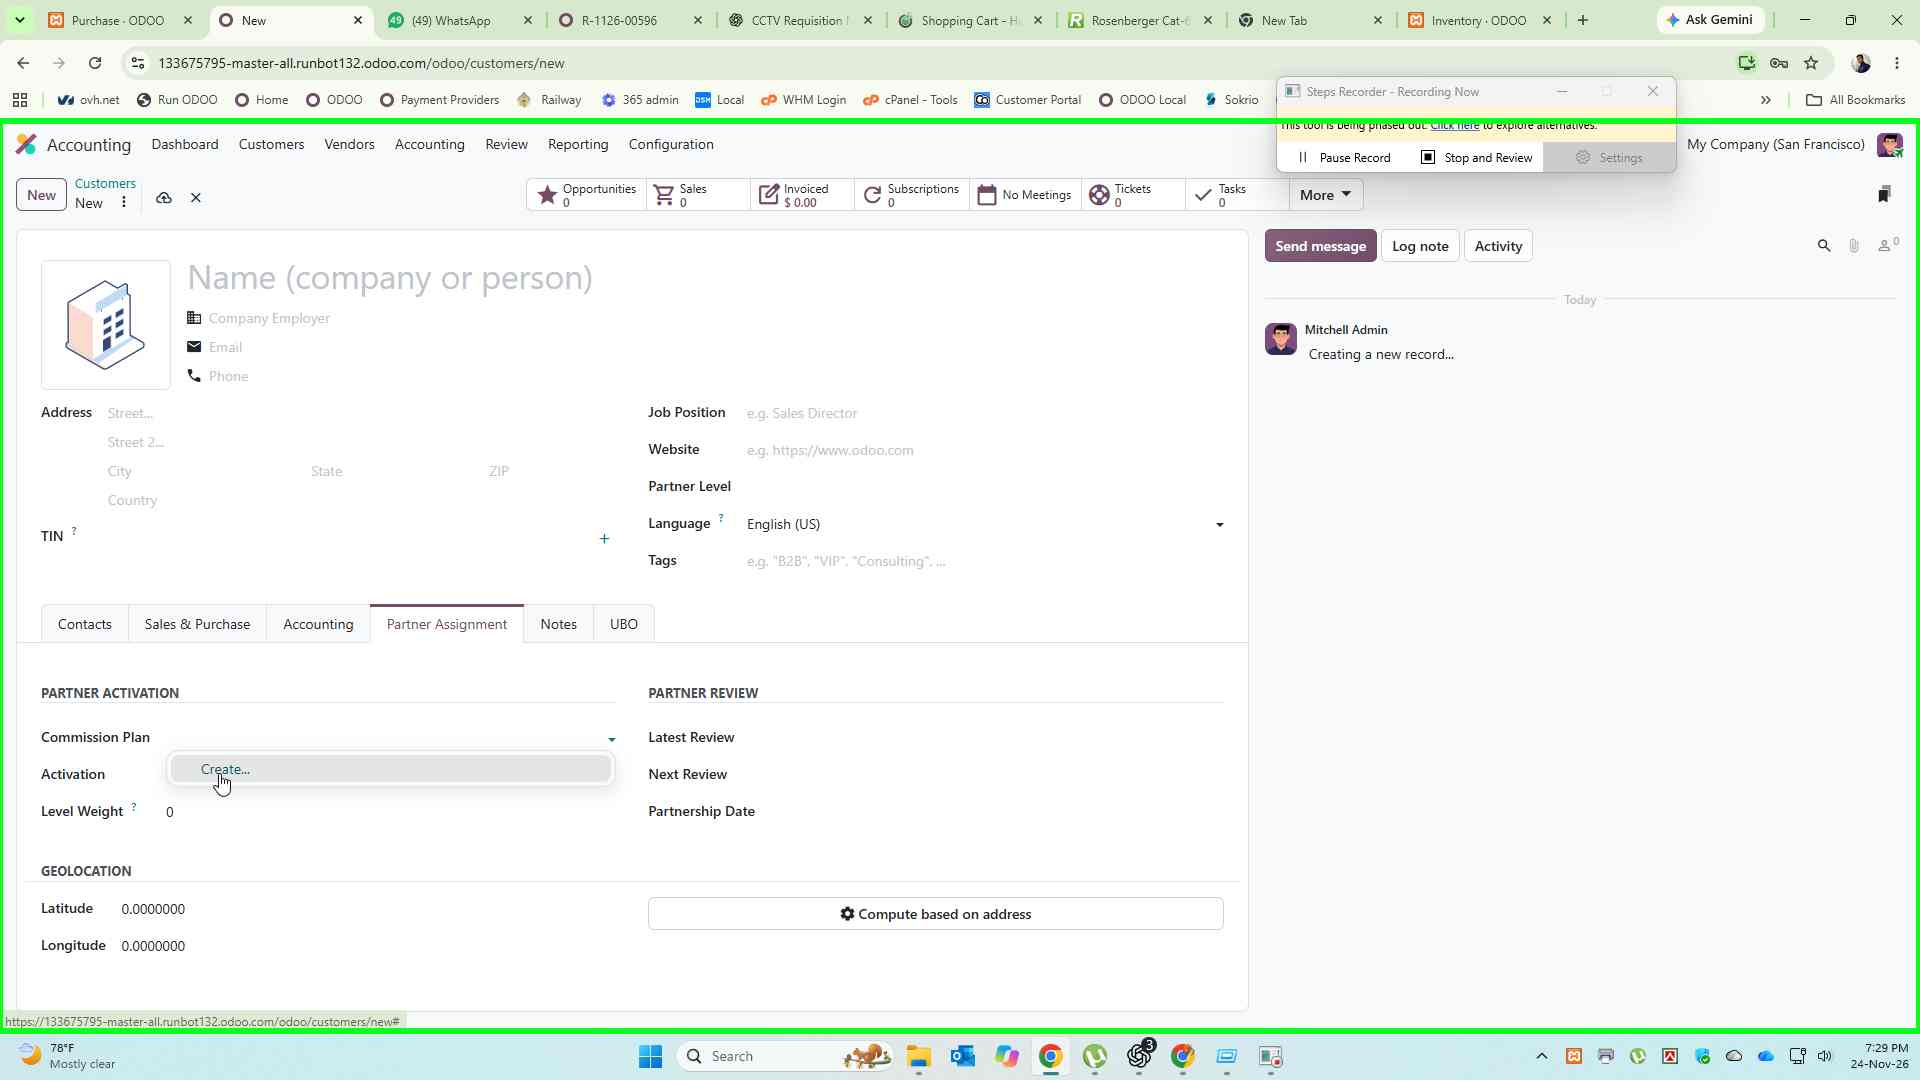 Purchase · ODOO
New
(49) WhatsApp
R-1126-00596
CCTV Requisition
Shopping Cart - H
Rosenberger Cat-6
New Tab
Inventory · ODOO
Ask Gemini
133675795-master-all.runbot132.odoo.com/odoo/customers/new
ovh.net
Run ODOO
Home
ODOO
Payment Providers
Railway
365 admin
Local
WHM Login
cPanel - Tools
Customer Portal
ODOO Local
Sokrio
All Bookmarks
Steps Recorder - Recording Now
This tool is being phased out. Click here to explore alternatives.
Pause Record
Stop and Review
Settings
Accounting
Dashboard
Customers
Vendors
Accounting
Review
Reporting
Configuration
My Company (San Francisco)
New
Customers
New
Opportunities
0
Sales
0
Invoiced
$ 0.00
Subscriptions
0
No Meetings
Tickets
0
Tasks
0
More
Name (company or person)
Company Employer
Email
Phone
Address
Street...
Street 2...
City
State
ZIP
Country
TIN ?
Job Position
e.g. Sales Director
Website
e.g. https://www.odoo.com
Partner Level
Language ?
English (US)
Tags
e.g. "B2B", "VIP", "Consulting", ...
Contacts
Sales & Purchase
Accounting
Partner Assignment
Notes
UBO
PARTNER ACTIVATION
Commission Plan
Create...
Activation
Level Weight ?
0
PARTNER REVIEW
Latest Review
Next Review
Partnership Date
GEOLOCATION
Latitude
0.0000000
Longitude
0.0000000
Compute based on address
Send message
Log note
Activity
0
Today
Mitchell Admin
Creating a new record...
https://133675795-master-all.runbot132.odoo.com/odoo/customers/new#
78°F
Mostly clear
Search
3
7:29 PM
24-Nov-26